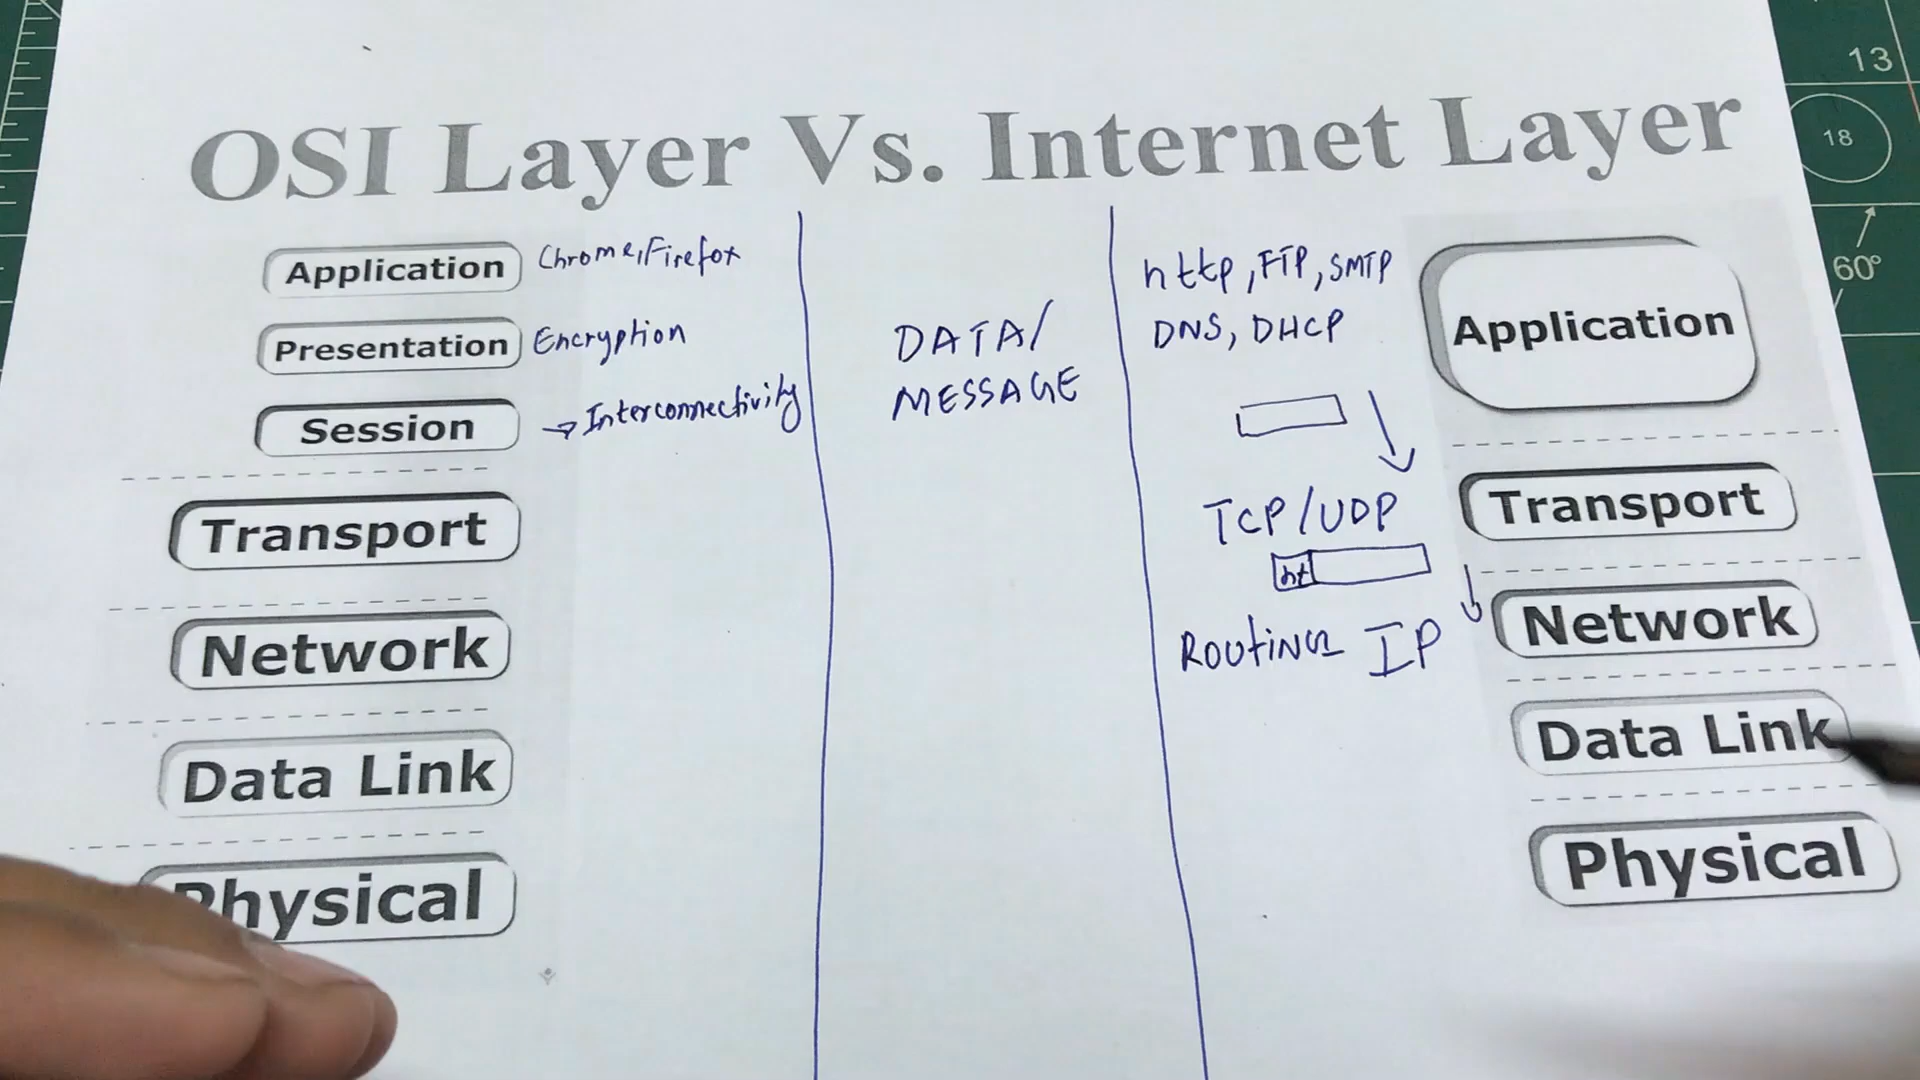 OSI Layer Vs. Internet Layer
Application
Chrome, Firefox
Presentation
Encryption
Session
→ Interconnectivity
Transport
Network
Data Link
Physical
DATA/
MESSAGE
http, FTP, SMTP
DNS, DHCP
TCP/UDP
ht
ROUTING IP
Application
Transport
Network
Data Link
Physical
13
18
60°